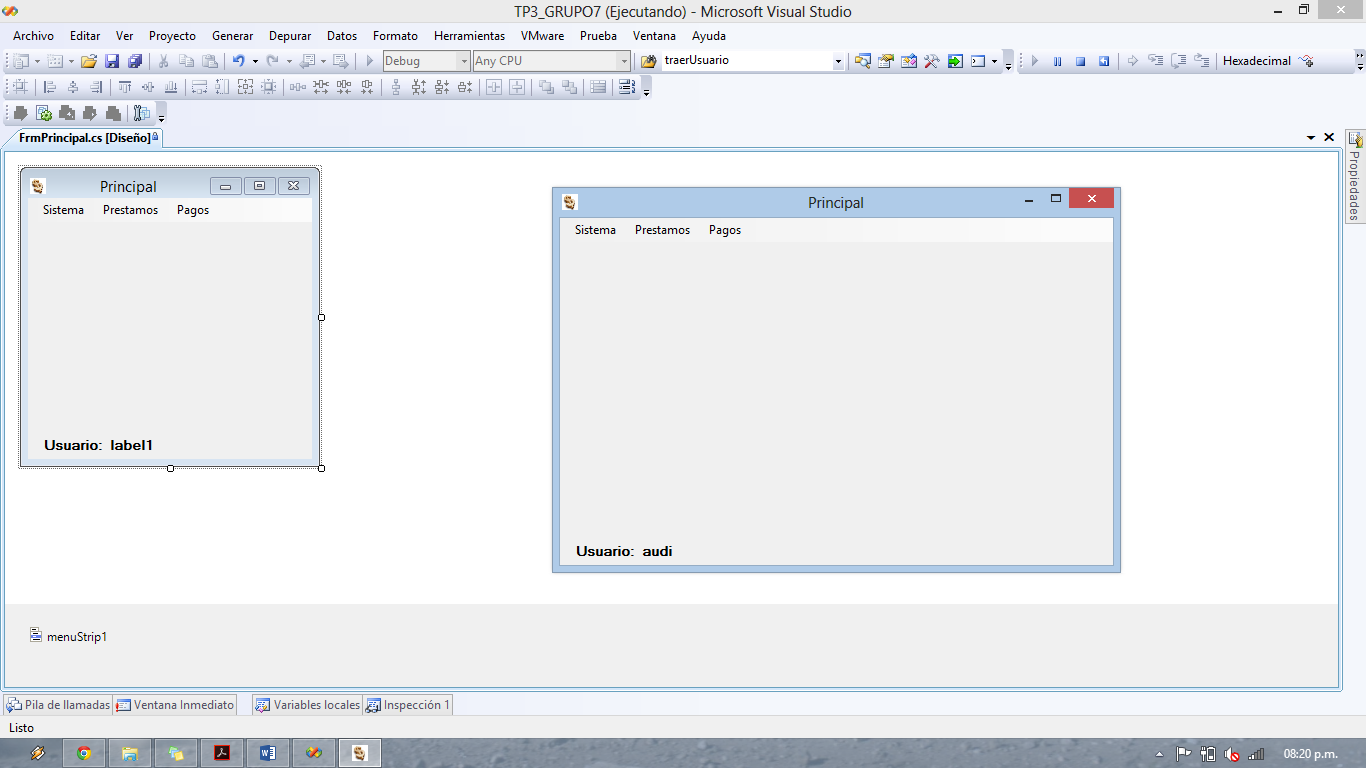 TP3_GRUPO7 (Ejecutando) - Microsoft Visual Studio
Archivo Editar Ver Proyecto Generar Depurar Datos Formato Herramientas VMware Prueba Ventana Ayuda
Debug Any CPU traerUsuario Hexadecimal
FrmPrincipal.cs [Diseño]
Propiedades
Principal
Sistema Prestamos Pagos
Usuario: label1
Principal
Sistema Prestamos Pagos
Usuario: audi
menuStrip1
Pila de llamadas Ventana Inmediato Variables locales Inspección 1
Listo
08:20 p.m.